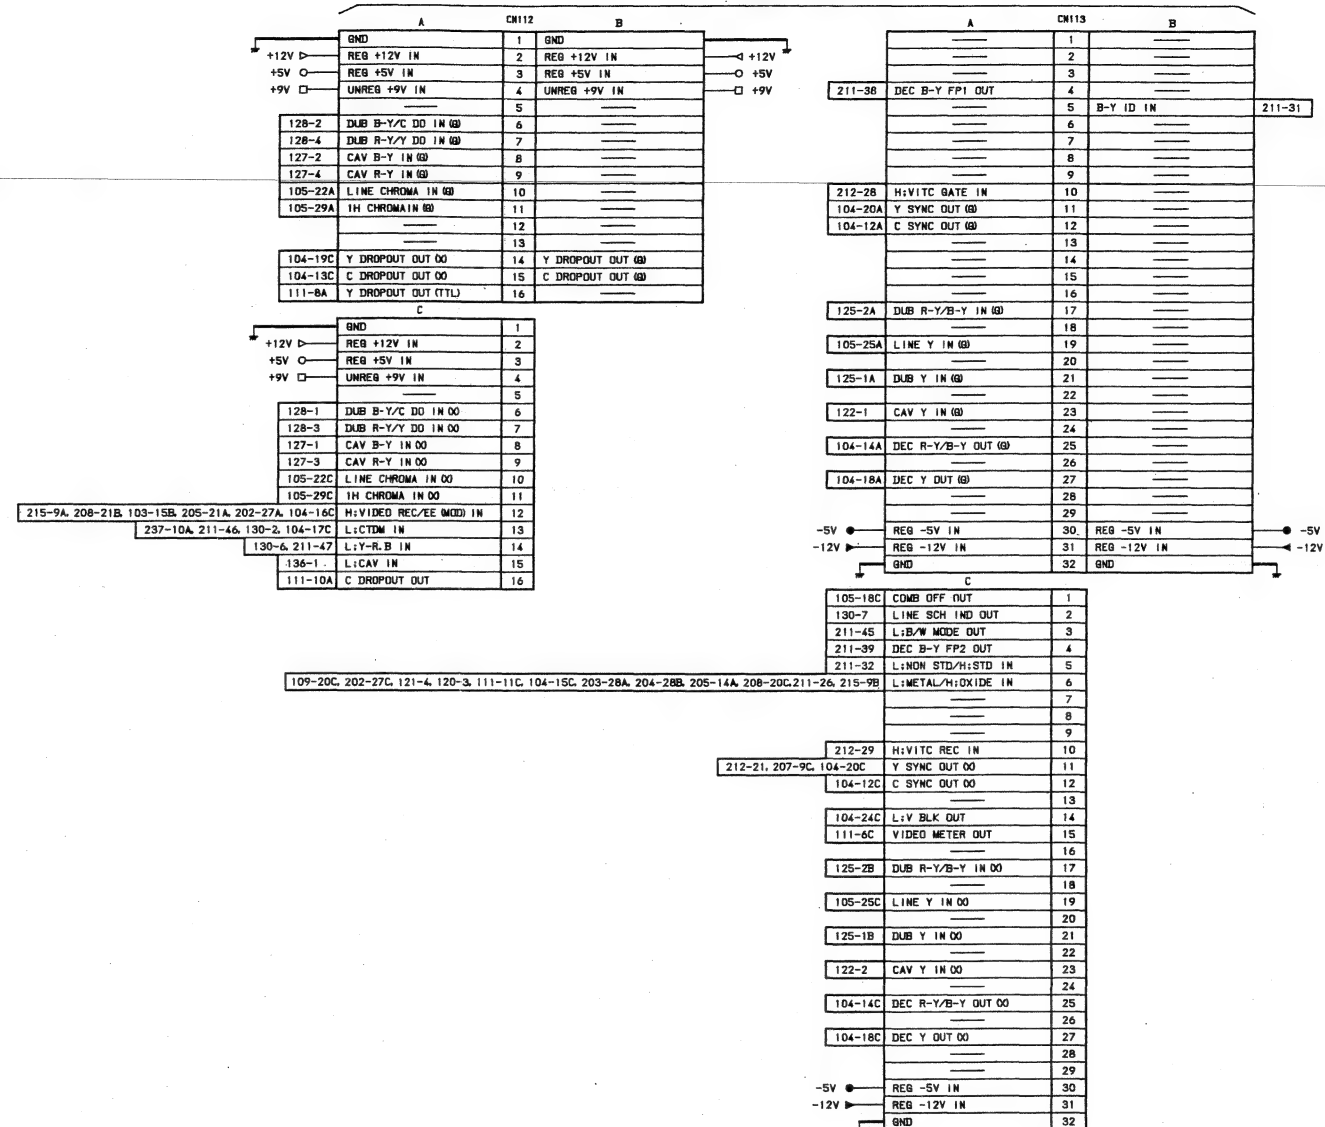 A CN112 B
GND 1 GND
+12V REG +12V IN 2 REG +12V IN +12V
+5V REG +5V IN 3 REG +5V IN +5V
+9V UNREG +9V IN 4 UNREG +9V IN +9V
5
128-2 DUB B-Y/C DO IN (G) 6
128-4 DUB R-Y/Y DO IN (G) 7
127-2 CAV B-Y IN (G) 8
127-4 CAV R-Y IN (G) 9
105-22A LINE CHROMA IN (G) 10
105-29A 1H CHROMAIN (G) 11
12
13
104-19C Y DROPOUT OUT (X) 14 Y DROPOUT OUT (G)
104-13C C DROPOUT OUT (X) 15 C DROPOUT OUT (G)
111-8A Y DROPOUT OUT (TTL) 16
C
GND 1
+12V REG +12V IN 2
+5V REG +5V IN 3
+9V UNREG +9V IN 4
5
128-1 DUB B-Y/C DO IN (X) 6
128-3 DUB R-Y/Y DO IN (X) 7
127-1 CAV B-Y IN (X) 8
127-3 CAV R-Y IN (X) 9
105-22C LINE CHROMA IN (X) 10
105-29C 1H CHROMA IN (X) 11
215-9A, 208-21B, 103-15B, 205-21A, 202-27A, 104-16C H;VIDEO REC/EE (MOD) IN 12
237-10A, 211-46, 130-2, 104-17C L;CTDM IN 13
130-6, 211-47 L;Y-R.B IN 14
136-1 L;CAV IN 15
111-10A C DROPOUT OUT 16
A CN113 B
1
2
3
211-38 DEC B-Y FP1 OUT 4
5 B-Y ID IN 211-31
6
7
8
9
212-28 H;VITC GATE IN 10
104-20A Y SYNC OUT (G) 11
104-12A C SYNC OUT (G) 12
13
14
15
16
125-2A DUB R-Y/B-Y IN (G) 17
18
105-25A LINE Y IN (G) 19
20
125-1A DUB Y IN (G) 21
22
122-1 CAV Y IN (G) 23
24
104-14A DEC R-Y/B-Y OUT (G) 25
26
104-18A DEC Y OUT (G) 27
28
29
-5V REG -5V IN 30 REG -5V IN -5V
-12V REG -12V IN 31 REG -12V IN -12V
GND 32 GND
C
105-18C COMB OFF OUT 1
130-7 LINE SCH IND OUT 2
211-45 L;B/W MODE OUT 3
211-39 DEC B-Y FP2 OUT 4
211-32 L;NON STD/H;STD IN 5
109-20C, 202-27C, 121-4, 120-3, 111-11C, 104-15C, 203-28A, 204-28B, 205-14A, 208-20C, 211-26, 215-9B L;METAL/H;OXIDE IN 6
7
8
9
212-29 H;VITC REC IN 10
212-21, 207-9C, 104-20C Y SYNC OUT (X) 11
104-12C C SYNC OUT (X) 12
13
104-24C L;V BLK OUT 14
111-6C VIDEO METER OUT 15
16
125-2B DUB R-Y/B-Y IN (X) 17
18
105-25C LINE Y IN (X) 19
20
125-1B DUB Y IN (X) 21
22
122-2 CAV Y IN (X) 23
24
104-14C DEC R-Y/B-Y OUT (X) 25
26
104-18C DEC Y OUT (X) 27
28
29
-5V REG -5V IN 30
-12V REG -12V IN 31
GND 32